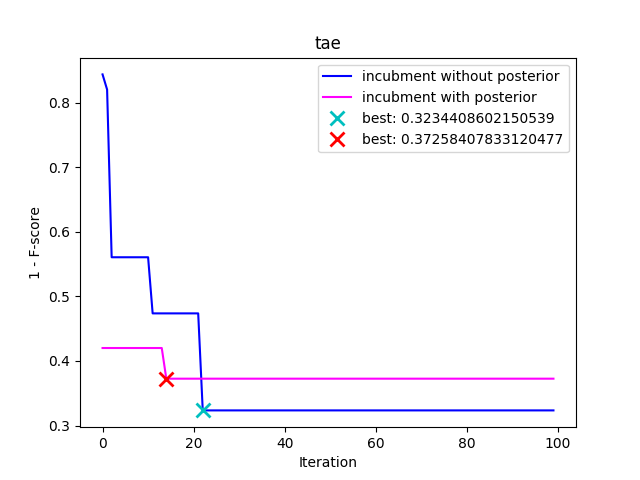 tae
incubment without posterior
incubment with posterior
best: 0.3234408602150539
best: 0.37258407833120477
1 - F-score
0.8
0.7
0.6
0.5
0.4
0.3
0 20 40 60 80 100
Iteration